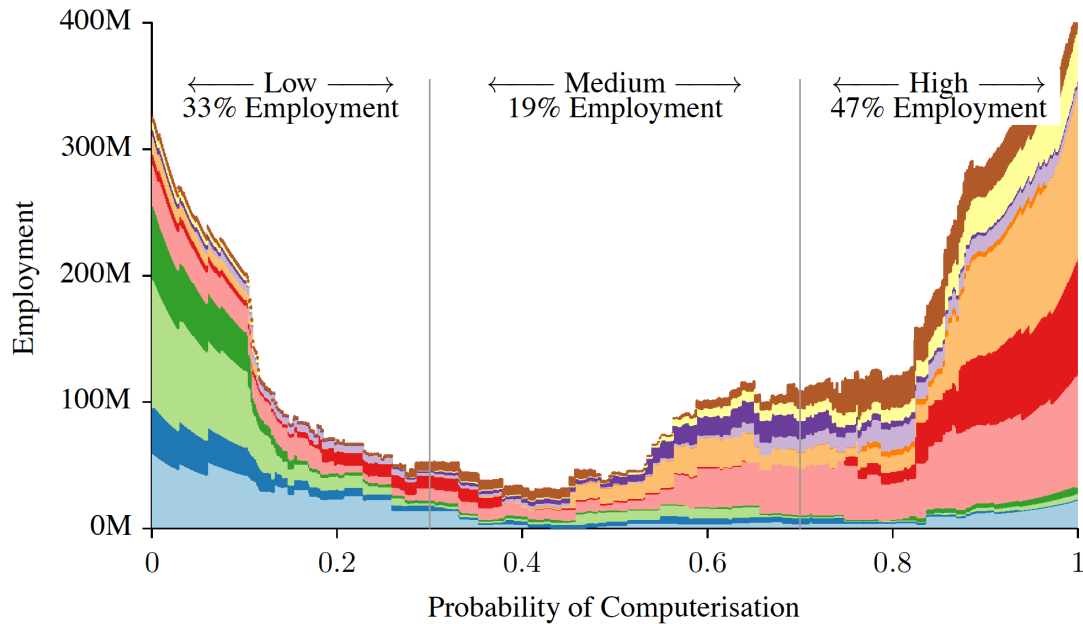 400M
300M
200M
100M
0M
Employment
Low
33% Employment
Medium
19% Employment
High
47% Employment
0
0.2
0.4
0.6
0.8
1
Probability of Computerisation